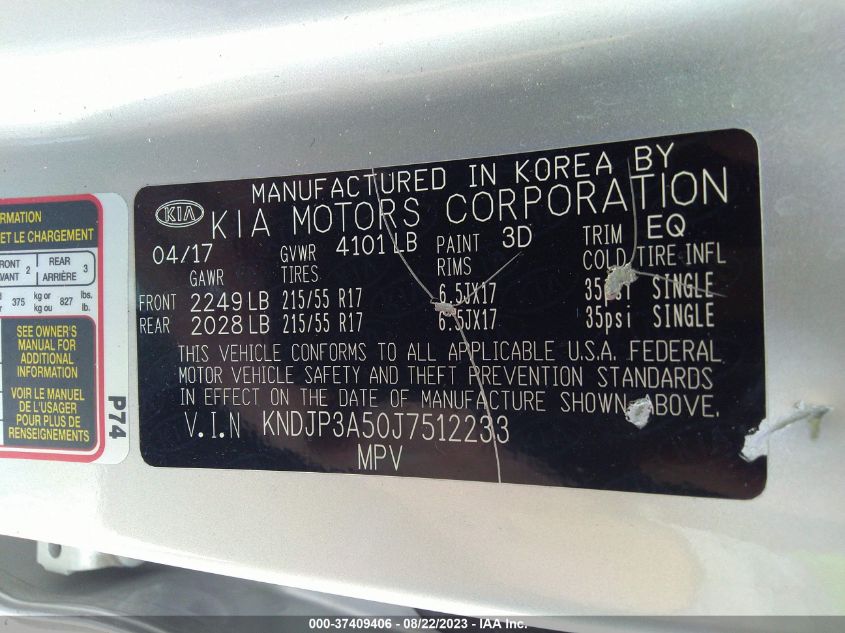 MANUFACTURED IN KOREA BY
KIA KIA MOTORS CORPORATION
04/17 GVWR 4101 LB PAINT 3D TRIM EQ
GAWR TIRES RIMS COLD TIRE INFL
FRONT 2249 LB 215/55 R17 6.5JX17 35psi SINGLE
REAR 2028 LB 215/55 R17 6.5JX17 35psi SINGLE
THIS VEHICLE CONFORMS TO ALL APPLICABLE U.S.A. FEDERAL
MOTOR VEHICLE SAFETY AND THEFT PREVENTION STANDARDS
IN EFFECT ON THE DATE OF MANUFACTURE SHOWN ABOVE.
V.I.N KNDJP3A50J7512233
MPV
ET LE CHARGEMENT
2 REAR 3
ARRIÈRE
375 kg or 827 lbs.
kg ou lb.
SEE OWNER'S
MANUAL FOR
ADDITIONAL
INFORMATION
VOIR LE MANUEL
DE L'USAGER
POUR PLUS DE
RENSEIGNEMENTS
P74
000-37409406 - 08/22/2023 - IAA Inc.